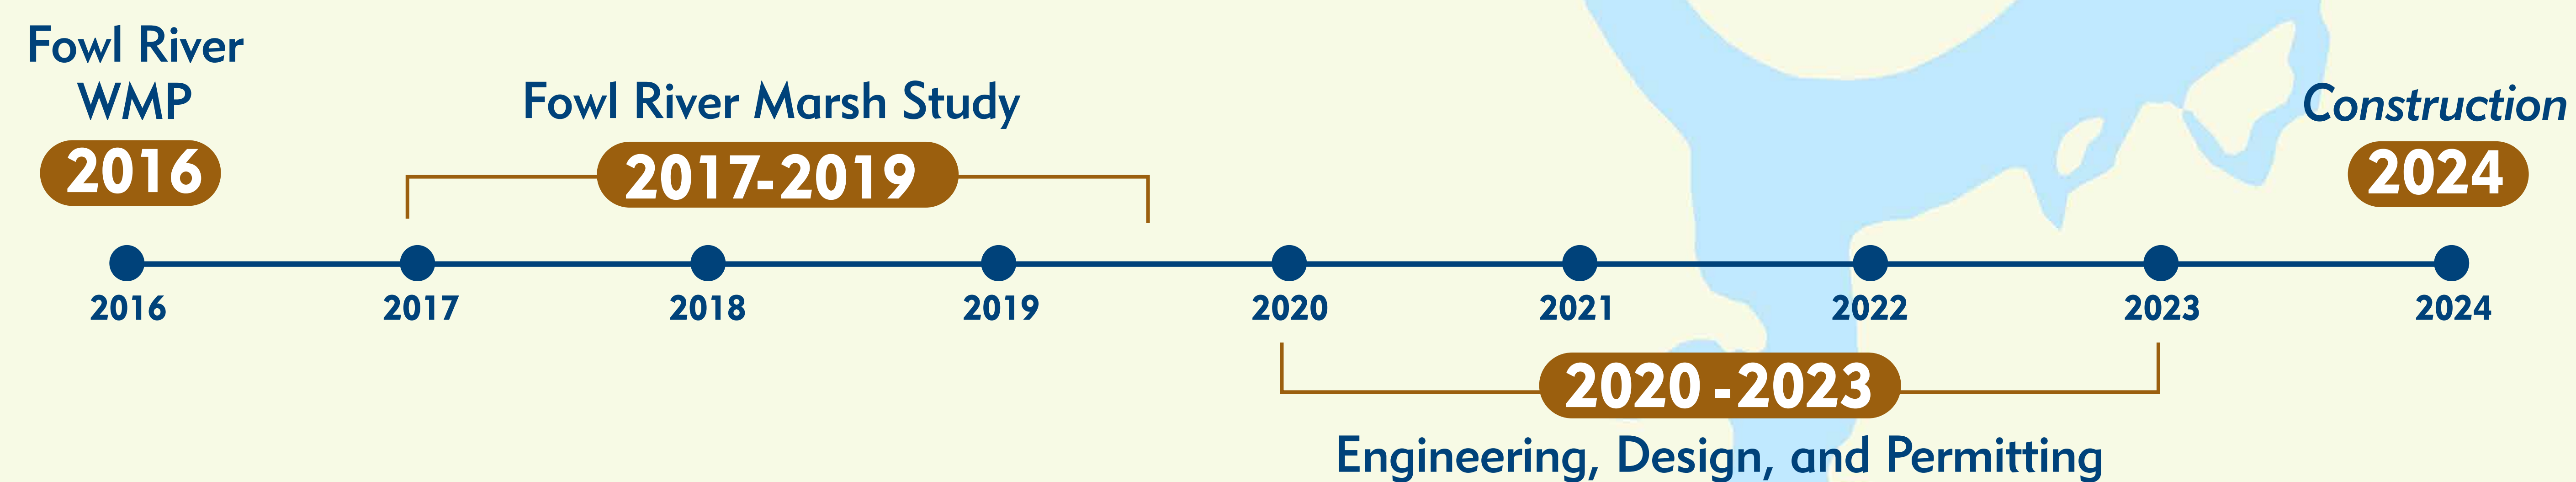 Fowl River
WMP
2016
Fowl River Marsh Study
2017-2019
Construction
2024
2016 2017 2018 2019 2020 2021 2022 2023 2024
2020 -2023
Engineering, Design, and Permitting